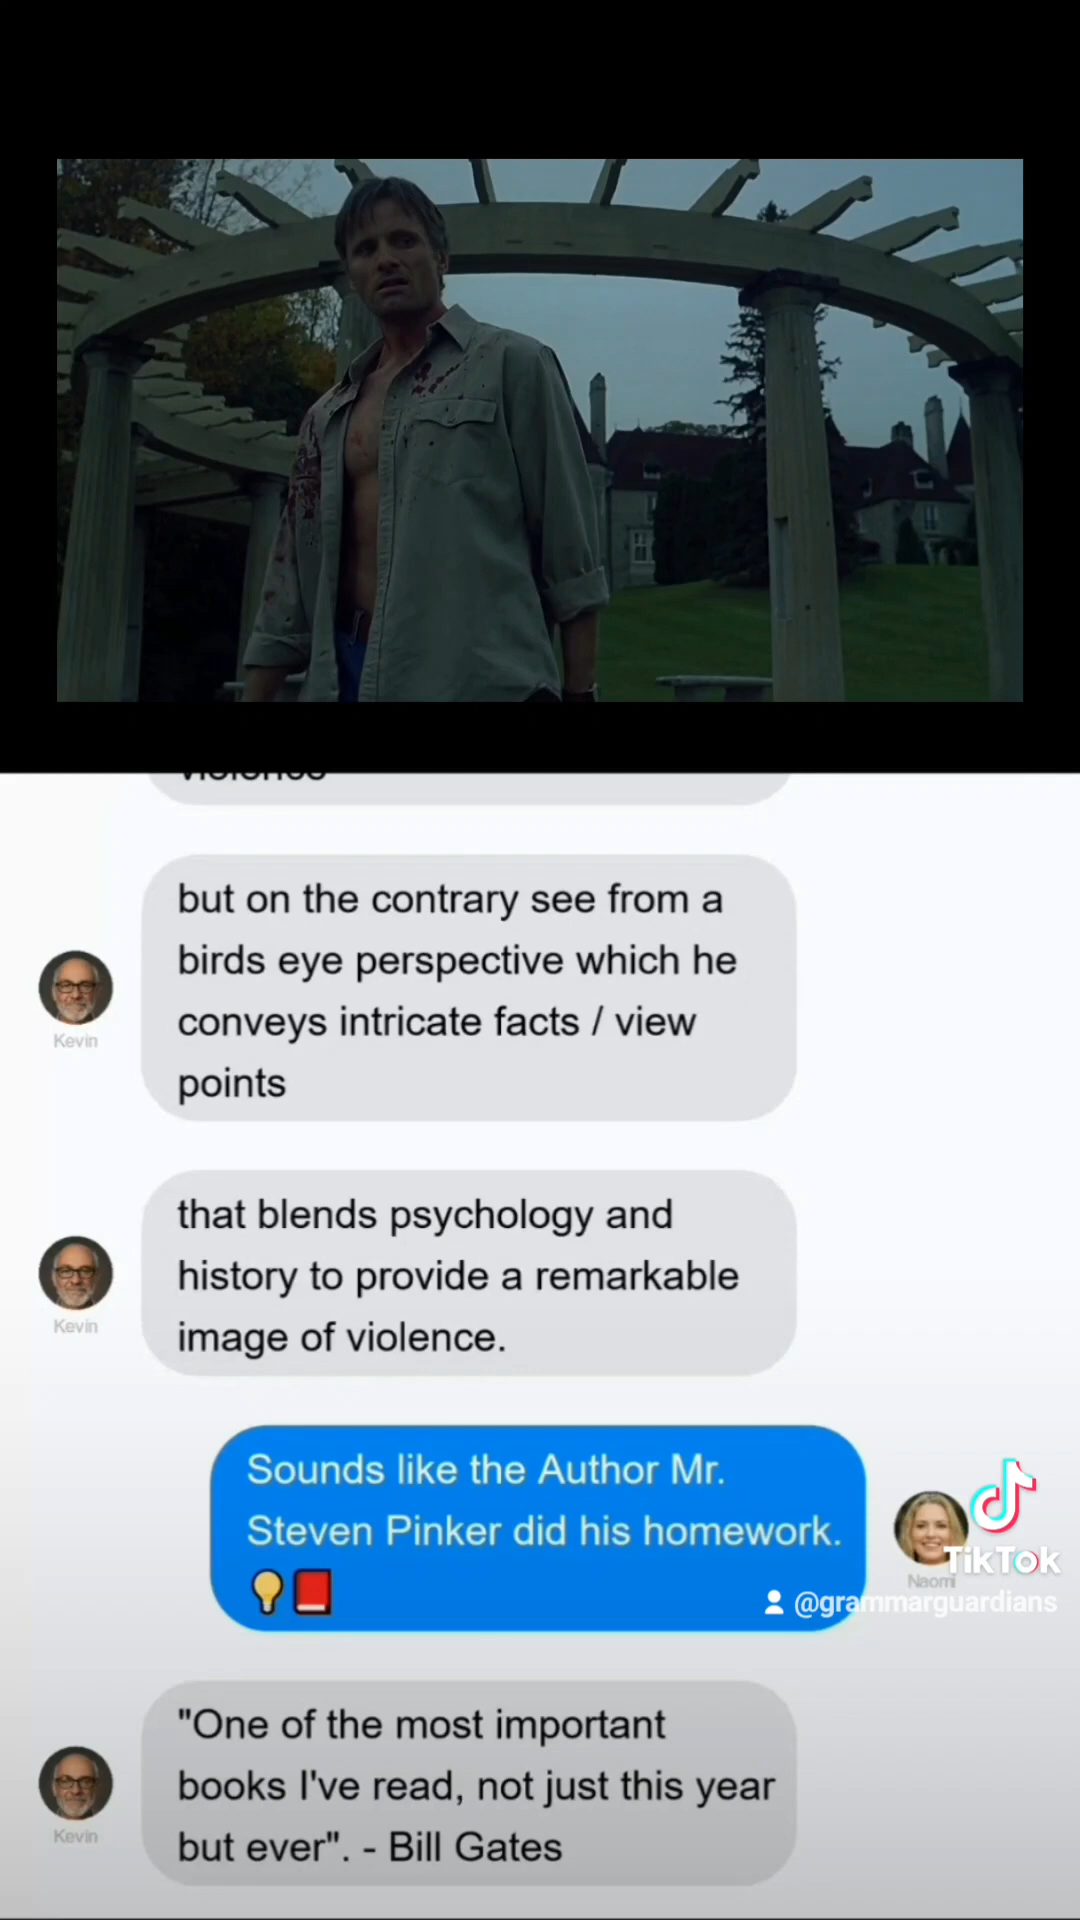 violence
but on the contrary see from a
birds eye perspective which he
conveys intricate facts / view
points
Kevin
that blends psychology and
history to provide a remarkable
image of violence.
Kevin
Sounds like the Author Mr.
Steven Pinker did his homework.
💡📕
Naomi
TikTok
@grammarguardians
"One of the most important
books I've read, not just this year
but ever". - Bill Gates
Kevin